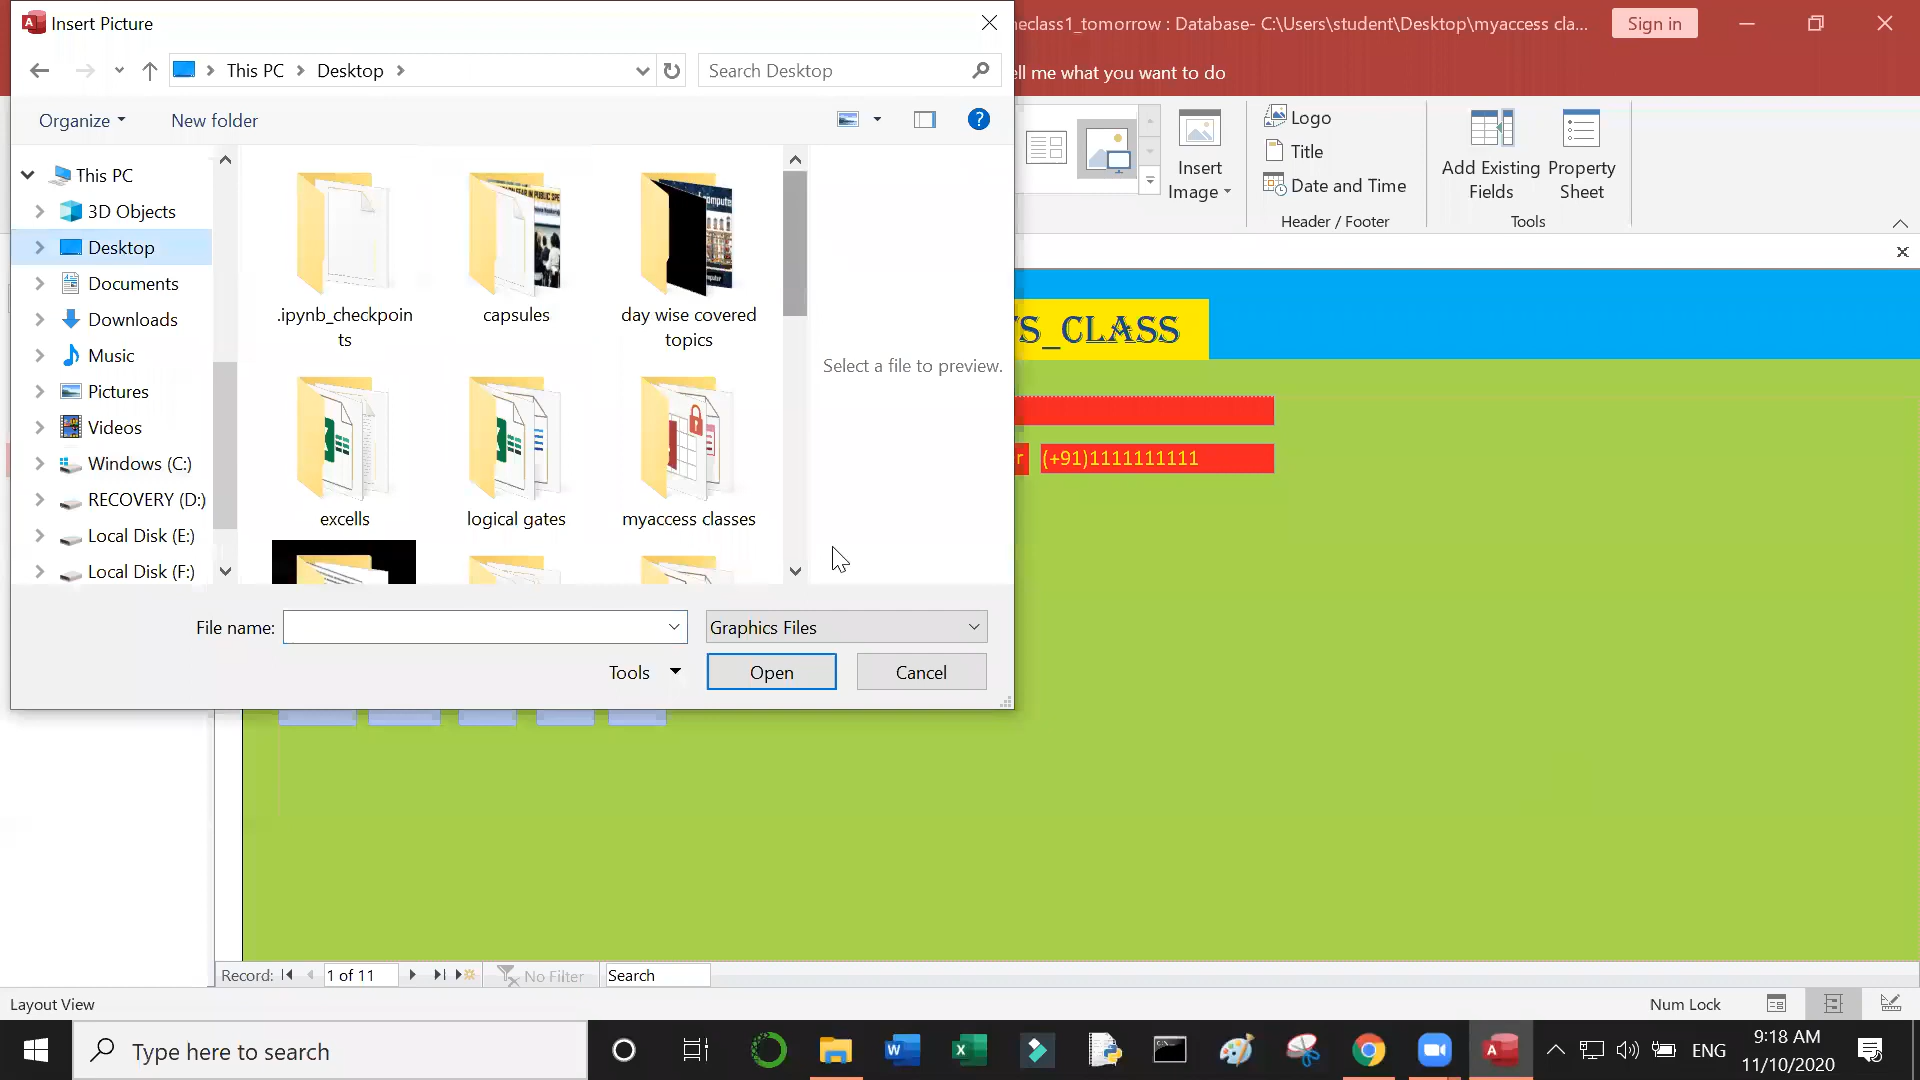 Insert Picture
neclass1_tomorrow : Database- C:\Users\student\Desktop\myaccess cla...
Sign in
This PC
Desktop
Search Desktop
ell me what you want to do
Organize
New folder
?
Logo
Title
Date and Time
Header / Footer
Insert
Image
Add Existing
Fields
Property
Sheet
Tools
This PC
3D Objects
Desktop
Documents
Downloads
Music
Pictures
Videos
Windows (C:)
RECOVERY (D:)
Local Disk (E:)
Local Disk (F:)
.ipynb_checkpoin
ts
capsules
day wise covered
topics
excells
logical gates
myaccess classes
Select a file to preview.
S_CLASS
r
(+91)1111111111
File name:
Graphics Files
Tools
Open
Cancel
Record:
1 of 11
No Filter
Search
Layout View
Num Lock
Type here to search
ENG
9:18 AM
11/10/2020